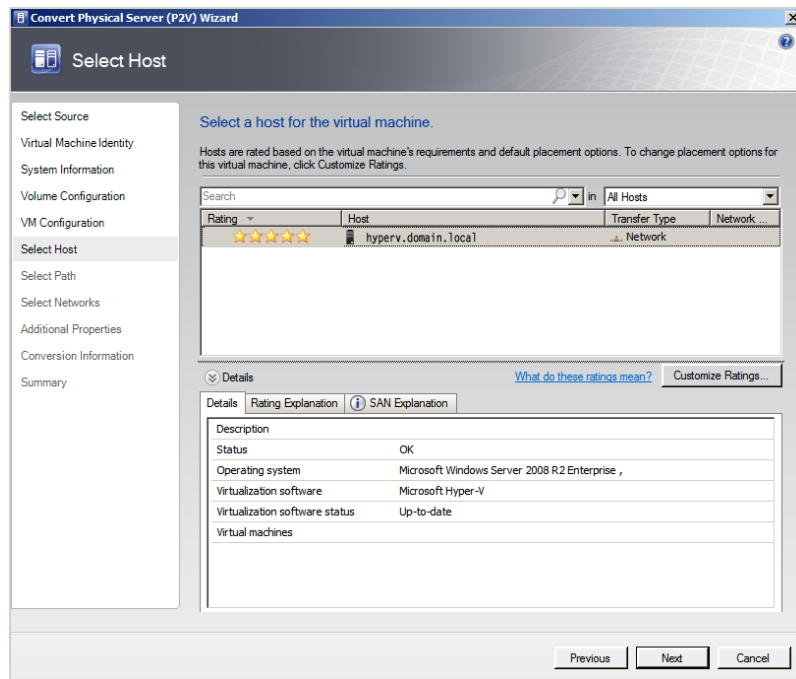 Convert Physical Server (P2V) Wizard
Select Host
Select Source
Virtual Machine Identity
System Information
Volume Configuration
VM Configuration
Select Host
Select Path
Select Networks
Additional Properties
Conversion Information
Summary
Select a host for the virtual machine.
Hosts are rated based on the virtual machine's requirements and default placement options. To change placement options for
this virtual machine, click Customize Ratings.
Search in All Hosts
Rating Host Transfer Type Network ...
hyperv.domain.local Network
Details What do these ratings mean? Customize Ratings...
Details Rating Explanation SAN Explanation
Description
Status OK
Operating system Microsoft Windows Server 2008 R2 Enterprise ,
Virtualization software Microsoft Hyper-V
Virtualization software status Up-to-date
Virtual machines
Previous Next Cancel